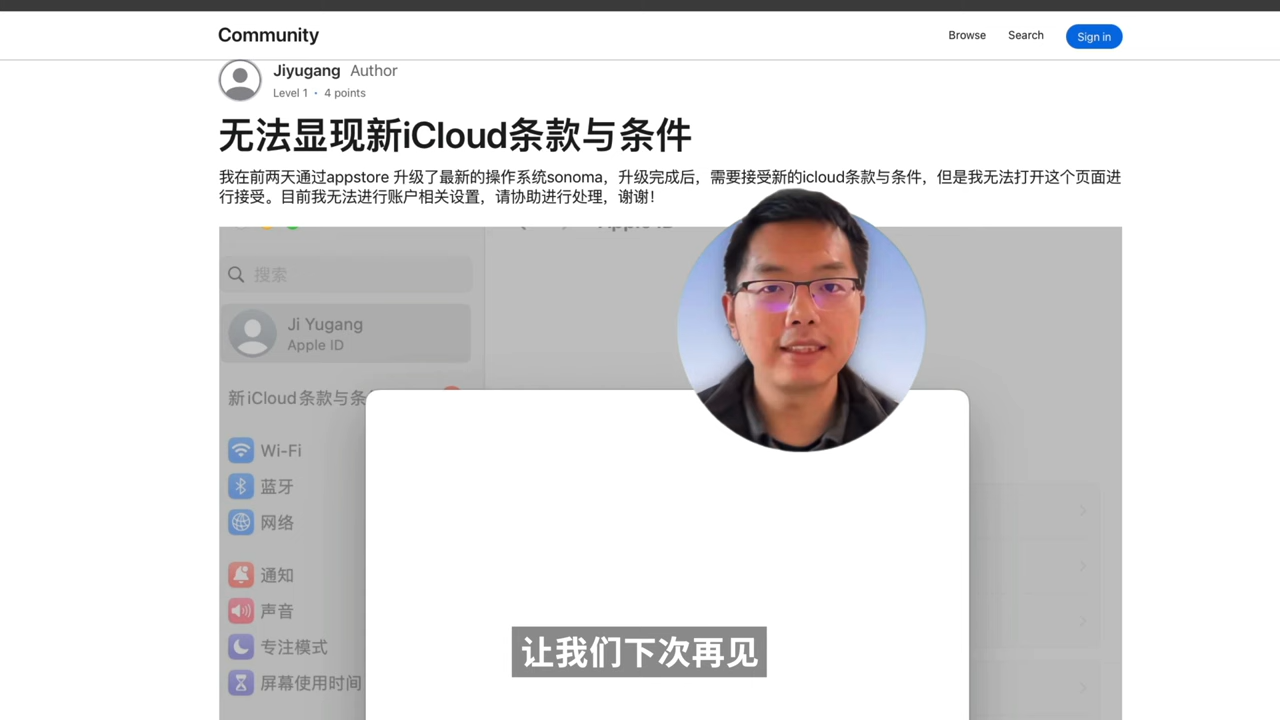 Community
Browse
Search
Sign in
Jiyugang Author
Level 1 • 4 points
无法显现新iCloud条款与条件
我在前两天通过appstore 升级了最新的操作系统sonoma，升级完成后，需要接受新的icloud条款与条件，但是我无法打开这个页面进
行接受。目前我无法进行账户相关设置，请协助进行处理，谢谢！
搜索
Ji Yugang
Apple ID
新iCloud条款与条
Wi-Fi
蓝牙
网络
通知
声音
专注模式
屏幕使用时间
让我们下次再见